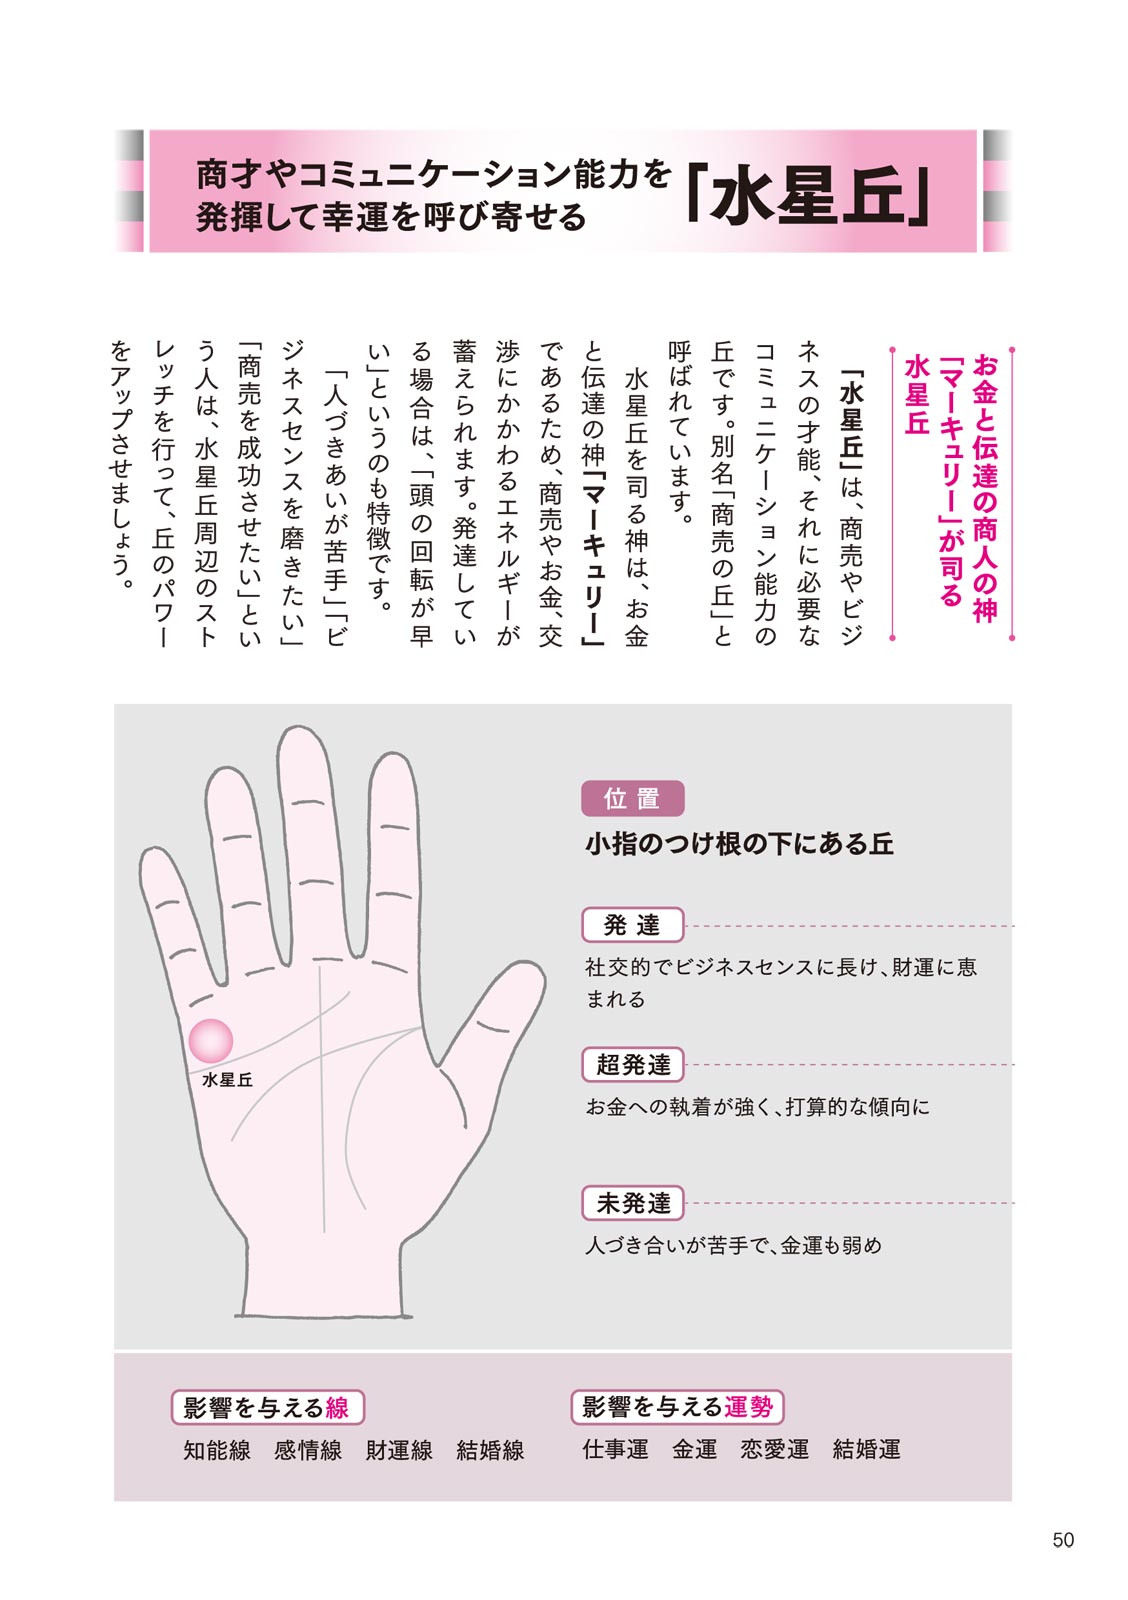 商才やコミュニケーション能力を
発揮して幸運を呼び寄せる
「水星丘」
お金と伝達の商人の神
「マーキュリー」が司る
水星丘
「水星丘」は、商売やビジ
ネスの才能、それに必要な
コミュニケーション能力の
丘です。別名「商売の丘」と
呼ばれています。
水星丘を司る神は、お金
と伝達の神「マーキュリー」
であるため、商売やお金、交
渉にかかわるエネルギーが
蓄えられます。発達してい
る場合は、「頭の回転が早
い」というのも特徴です。
「人づきあいが苦手」「ビ
ジネスセンスを磨きたい」
「商売を成功させたい」とい
う人は、水星丘周辺のスト
レッチを行って、丘のパワー
をアップさせましょう。
水星丘
位置
小指のつけ根の下にある丘
発達
社交的でビジネスセンスに長け、財運に恵
まれる
超発達
お金への執着が強く、打算的な傾向に
未発達
人づき合いが苦手で、金運も弱め
影響を与える線
知能線　感情線　財運線　結婚線
影響を与える運勢
仕事運　金運　恋愛運　結婚運
50